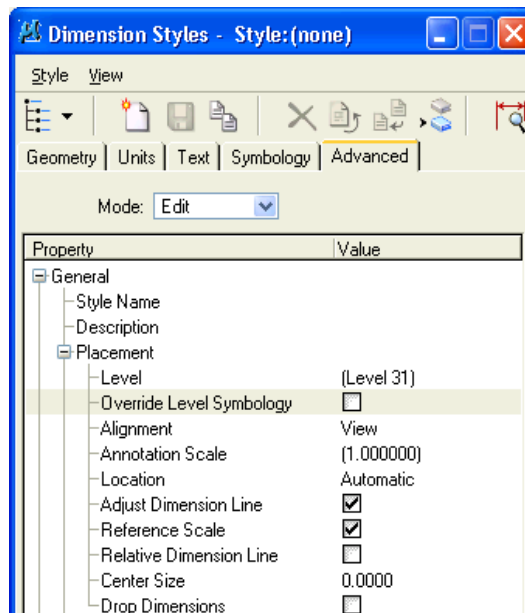 Dimension Styles - Style:(none)
Style View
Geometry Units Text Symbology Advanced
Mode: Edit
Property Value
General
Style Name
Description
Placement
Level (Level 31)
Override Level Symbology
Alignment View
Annotation Scale (1.000000)
Location Automatic
Adjust Dimension Line
Reference Scale
Relative Dimension Line
Center Size 0.0000
Drop Dimensions